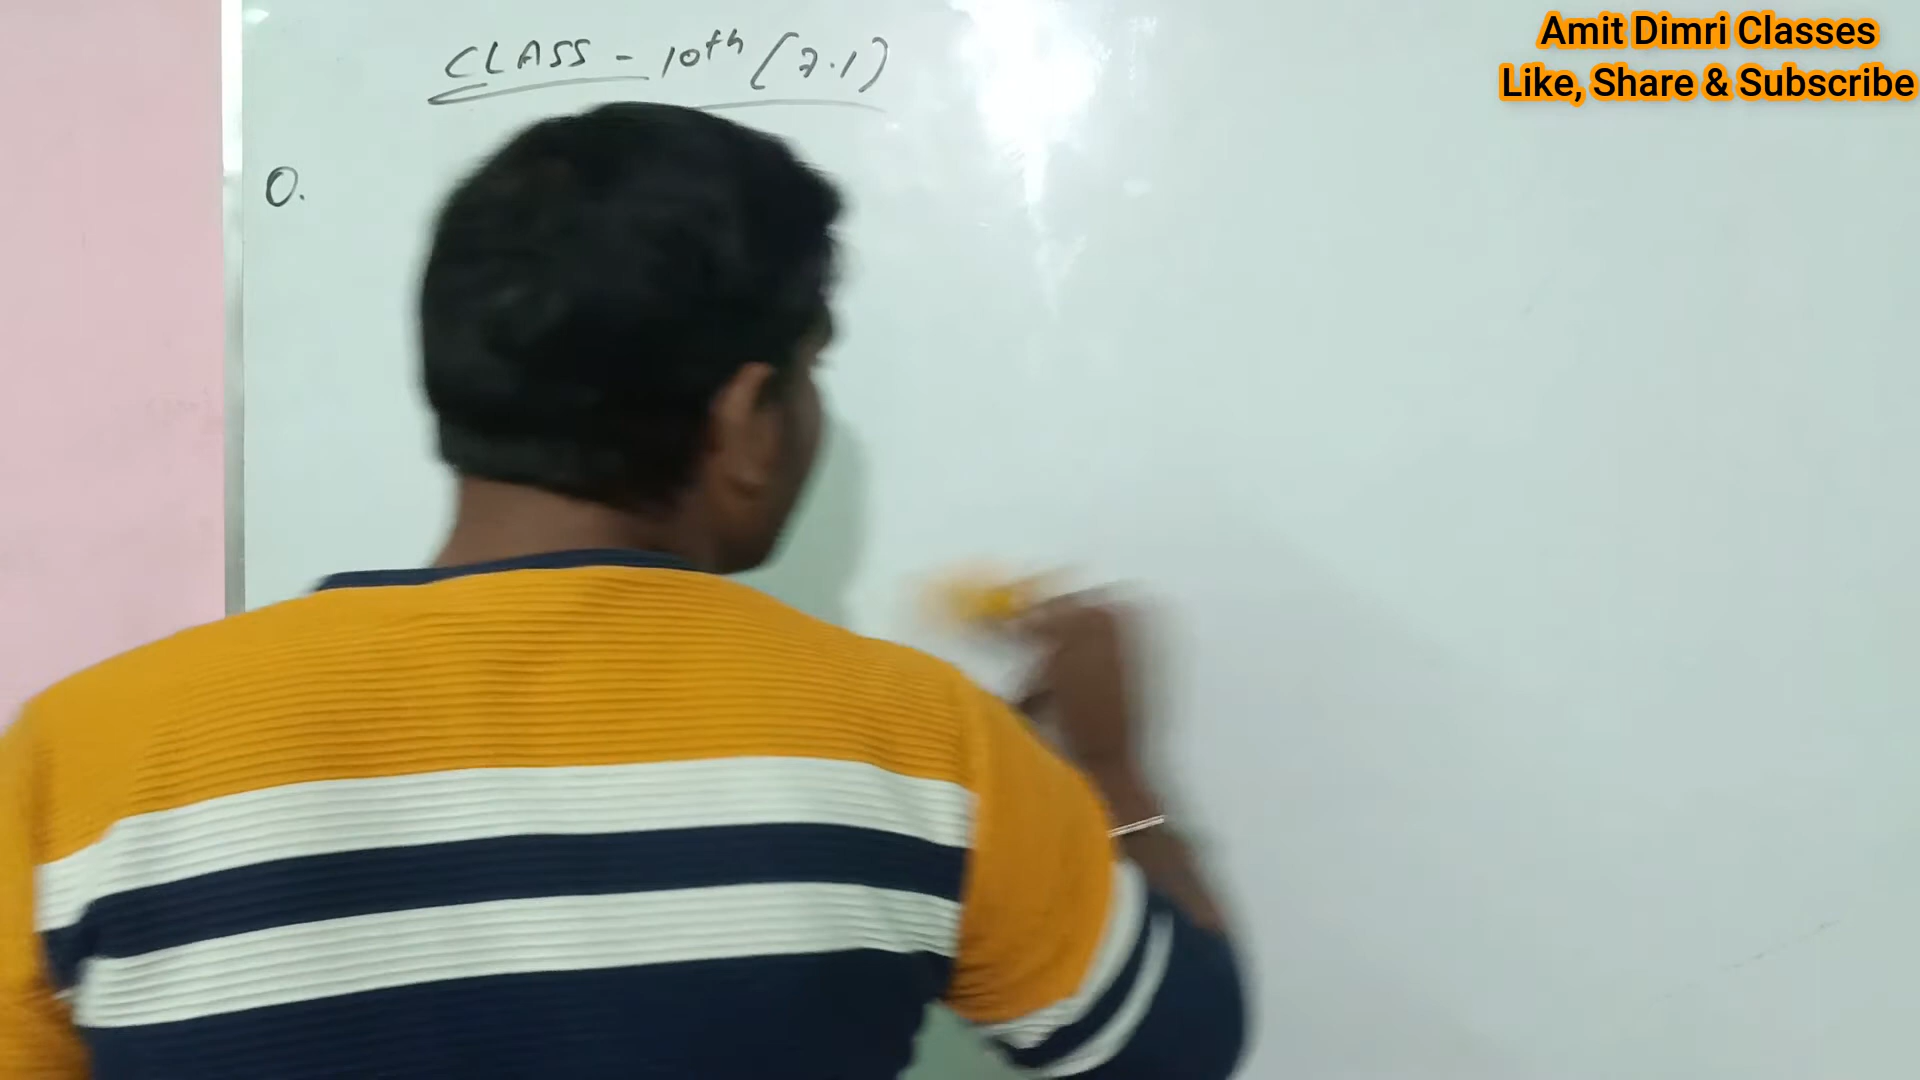 CLASS - 10th (7.1)
Amit Dimri Classes
Like, Share & Subscribe
Q.